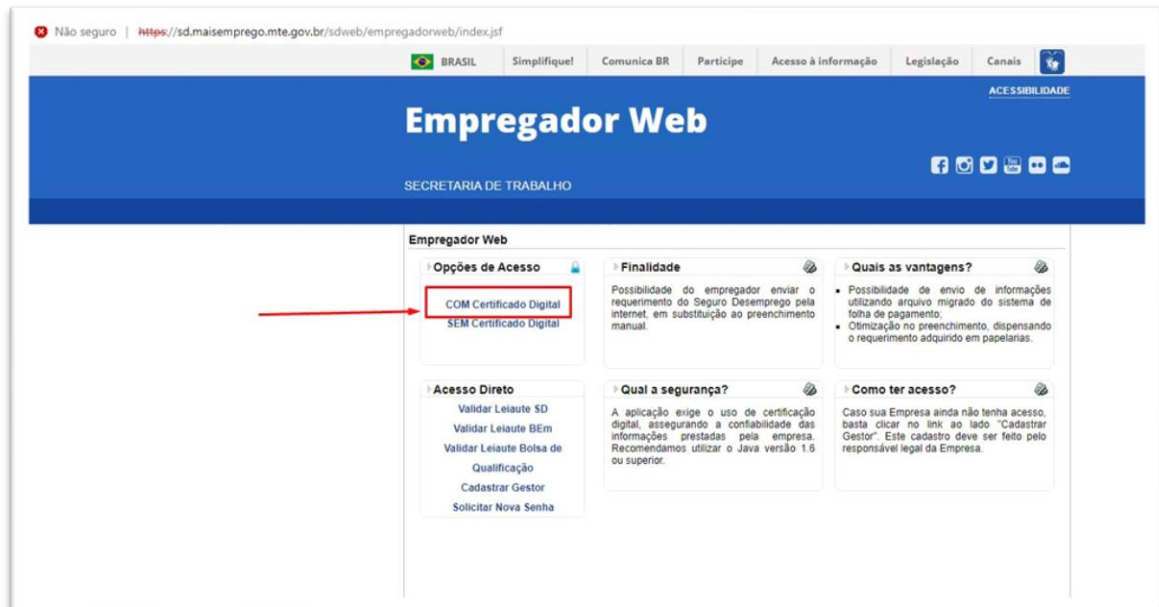 Não seguro | https://sd.maisemprego.mte.gov.br/sdweb/empregadorweb/index.jsf
BRASIL Simplifique! Comunica BR Participe Acesso à informação Legislação Canais
ACESSIBILIDADE
Empregador Web
You Tube
SECRETARIA DE TRABALHO
Empregador Web
Opções de Acesso
COM Certificado Digital
SEM Certificado Digital
Finalidade
Possibilidade do empregador enviar o
requerimento do Seguro Desemprego pela
internet, em substituição ao preenchimento
manual.
Quais as vantagens?
Possibilidade de envio de informações
utilizando arquivo migrado do sistema de
folha de pagamento;
Otimização no preenchimento, dispensando
o requerimento adquirido em papelarias.
Acesso Direto
Validar Leiaute SD
Validar Leiaute BEm
Validar Leiaute Bolsa de
Qualificação
Cadastrar Gestor
Solicitar Nova Senha
Qual a segurança?
A aplicação exige o uso de certificação
digital, assegurando a confiabilidade das
informações prestadas pela empresa.
Recomendamos utilizar o Java versão 1.6
ou superior.
Como ter acesso?
Caso sua Empresa ainda não tenha acesso,
basta clicar no link ao lado "Cadastrar
Gestor". Este cadastro deve ser feito pelo
responsável legal da Empresa.